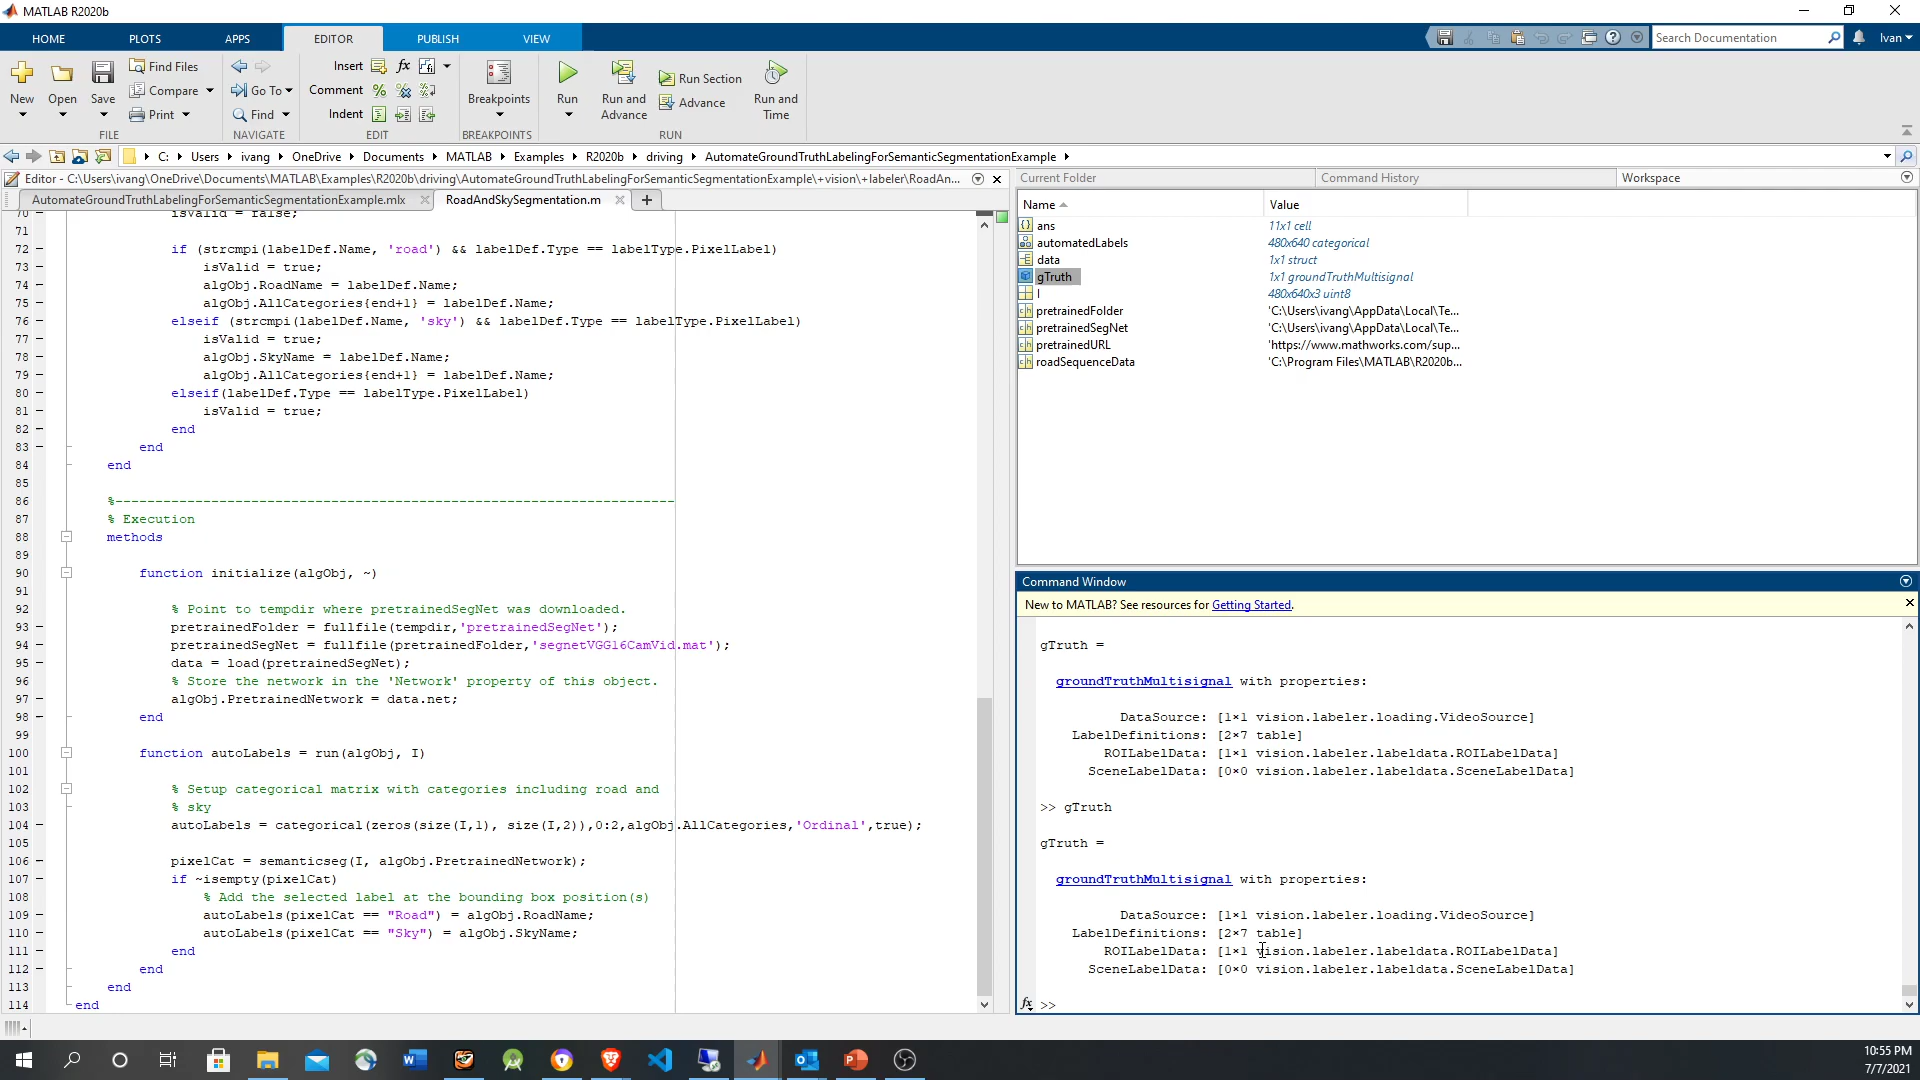 MATLAB R2020b
HOME PLOTS APPS EDITOR PUBLISH VIEW
Search Documentation Ivan
New Open Save Find Files Compare Print
FILE
Go To Find
NAVIGATE
Insert fx
Comment
Indent
EDIT
Breakpoints
BREAKPOINTS
Run Run and Advance Run Section Advance Run and Time
RUN
C: Users ivang OneDrive Documents MATLAB Examples R2020b driving AutomateGroundTruthLabelingForSemanticSegmentationExample
Editor - C:\Users\ivang\OneDrive\Documents\MATLAB\Examples\R2020b\driving\AutomateGroundTruthLabelingForSemanticSegmentationExample\+vision\+labeler\RoadAn...
AutomateGroundTruthLabelingForSemanticSegmentationExample.mlx RoadAndSkySegmentation.m
70 isValid = false;
71
72 if (strcmpi(labelDef.Name, 'road') && labelDef.Type == labelType.PixelLabel)
73 isValid = true;
74 algObj.RoadName = labelDef.Name;
75 algObj.AllCategories{end+1} = labelDef.Name;
76 elseif (strcmpi(labelDef.Name, 'sky') && labelDef.Type == labelType.PixelLabel)
77 isValid = true;
78 algObj.SkyName = labelDef.Name;
79 algObj.AllCategories{end+1} = labelDef.Name;
80 elseif(labelDef.Type == labelType.PixelLabel)
81 isValid = true;
82 end
83 end
84 end
85
86 %----------------------------------------------------------------------
87 % Execution
88 methods
89
90 function initialize(algObj, ~)
91
92 % Point to tempdir where pretrainedSegNet was downloaded.
93 pretrainedFolder = fullfile(tempdir,'pretrainedSegNet');
94 pretrainedSegNet = fullfile(pretrainedFolder,'segnetVGG16CamVid.mat');
95 data = load(pretrainedSegNet);
96 % Store the network in the 'Network' property of this object.
97 algObj.PretrainedNetwork = data.net;
98 end
99
100 function autoLabels = run(algObj, I)
101
102 % Setup categorical matrix with categories including road and
103 % sky
104 autoLabels = categorical(zeros(size(I,1), size(I,2)),0:2,algObj.AllCategories,'Ordinal',true);
105
106 pixelCat = semanticseg(I, algObj.PretrainedNetwork);
107 if ~isempty(pixelCat)
108 % Add the selected label at the bounding box position(s)
109 autoLabels(pixelCat == "Road") = algObj.RoadName;
110 autoLabels(pixelCat == "Sky") = algObj.SkyName;
111 end
112 end
113 end
114 end
Current Folder Command History Workspace
Name Value
ans 11x1 cell
automatedLabels 480x640 categorical
data 1x1 struct
gTruth 1x1 groundTruthMultisignal
I 480x640x3 uint8
pretrainedFolder 'C:\Users\ivang\AppData\Local\Te...
pretrainedSegNet 'C:\Users\ivang\AppData\Local\Te...
pretrainedURL 'https://www.mathworks.com/sup...
roadSequenceData 'C:\Program Files\MATLAB\R2020b...
Command Window
New to MATLAB? See resources for Getting Started.
gTruth =
groundTruthMultisignal with properties:
DataSource: [1×1 vision.labeler.loading.VideoSource]
LabelDefinitions: [2×7 table]
ROILabelData: [1×1 vision.labeler.labeldata.ROILabelData]
SceneLabelData: [0×0 vision.labeler.labeldata.SceneLabelData]
>> gTruth
gTruth =
groundTruthMultisignal with properties:
DataSource: [1×1 vision.labeler.loading.VideoSource]
LabelDefinitions: [2×7 table]
ROILabelData: [1×1 vision.labeler.labeldata.ROILabelData]
SceneLabelData: [0×0 vision.labeler.labeldata.SceneLabelData]
fx >>
10:55 PM
7/7/2021